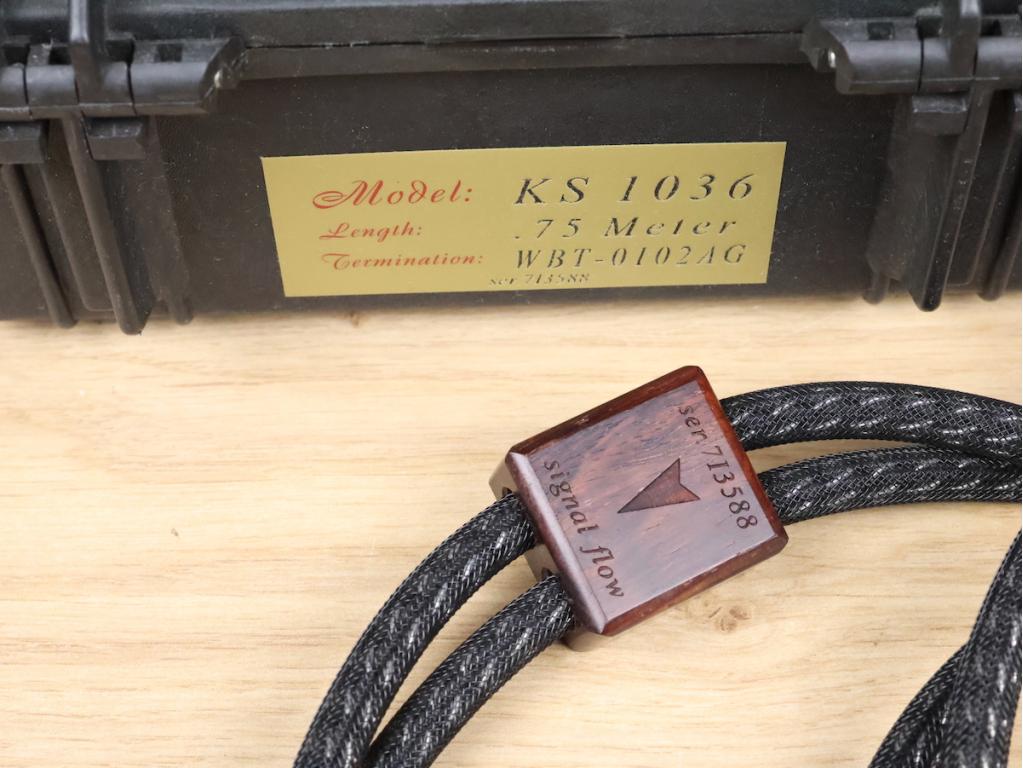 Model: KS 1036
Length: .75 Meter
Termination: WBT-0102AG
ser 713588
ser. 713588
signal flow